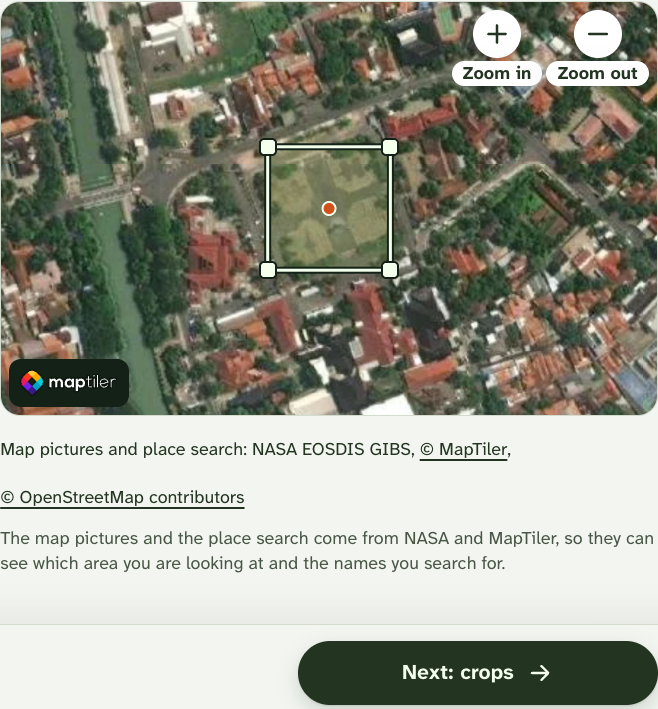 Zoom in
Zoom out
maptiler
Map pictures and place search: NASA EOSDIS GIBS, © MapTiler,
© OpenStreetMap contributors
The map pictures and the place search come from NASA and MapTiler, so they can
see which area you are looking at and the names you search for.
Next: crops